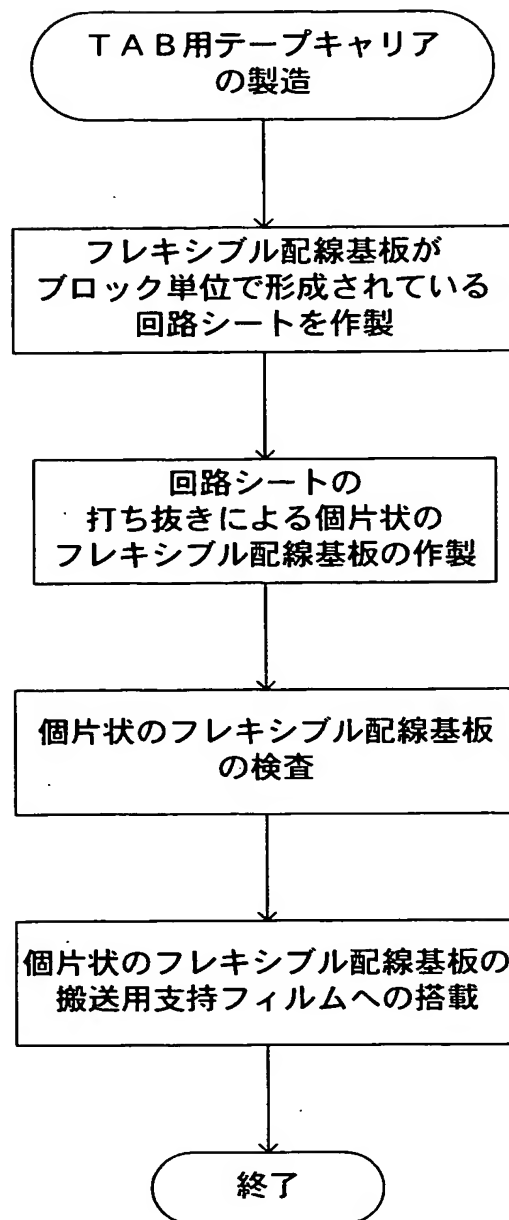 ＴＡＢ用テープキャリア
の製造
フレキシブル配線基板が
ブロック単位で形成されている
回路シートを作製
回路シートの
打ち抜きによる個片状の
フレキシブル配線基板の作製
個片状のフレキシブル配線基板
の検査
個片状のフレキシブル配線基板の
搬送用支持フィルムへの搭載
終了